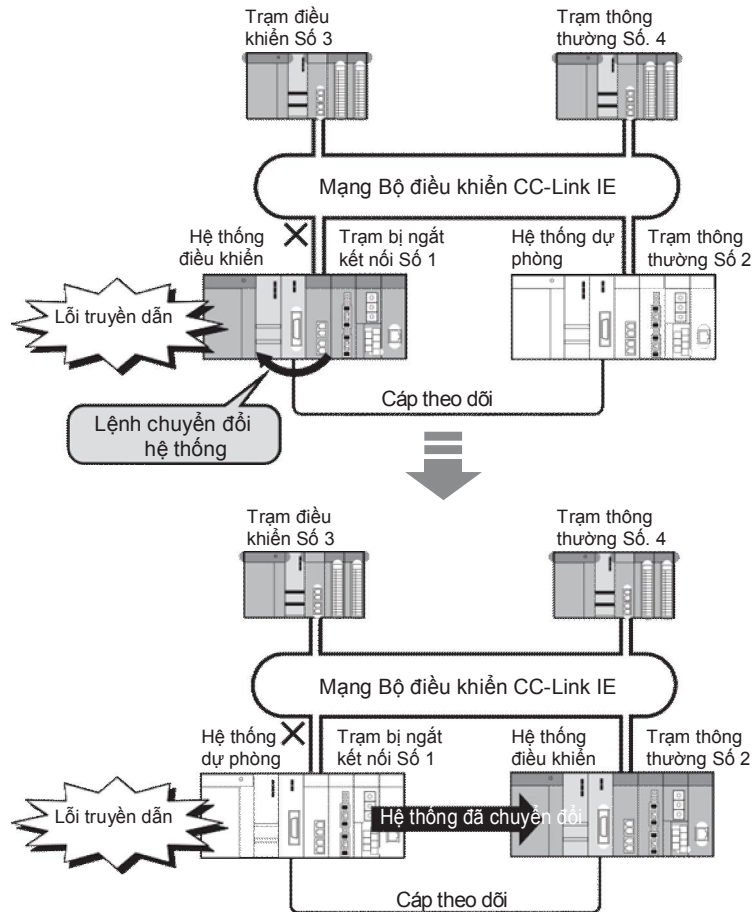 Trạm điều
khiển Số 3
Trạm thông
thường Số. 4
Mạng Bộ điều khiển CC-Link IE
Hệ thống
điều khiển
Trạm bị ngắt
kết nối Số 1
Hệ thống dự
phòng
Trạm thông
thường Số 2
Lỗi truyền dẫn
Cáp theo dõi
Lệnh chuyển đổi
hệ thống
Trạm điều
khiển Số 3
Trạm thông
thường Số. 4
Mạng Bộ điều khiển CC-Link IE
Hệ thống
dự phòng
Trạm bị ngắt
kết nối Số 1
Hệ thống
điều khiển
Trạm thông
thường Số 2
Lỗi truyền dẫn
Hệ thống đã chuyển đổi
Cáp theo dõi